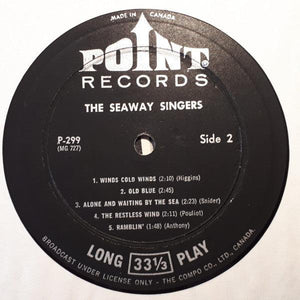 MADE IN CANADA
POINT
RECORDS
THE SEAWAY SINGERS
P-299
(MG 727)
Side 2
1. WINDS COLD WINDS (2:10) (Higgins)
2. OLD BLUE (2:45)
3. ALONE AND WAITING BY THE SEA (2:23) (Snider)
4. THE RESTLESS WIND (2:11) (Pouliot)
5. RAMBLIN' (1:48) (Anthony)
LONG 33⅓ PLAY
BROADCAST UNDER LICENSE ONLY - THE COMPO CO., LTD., CANADA.